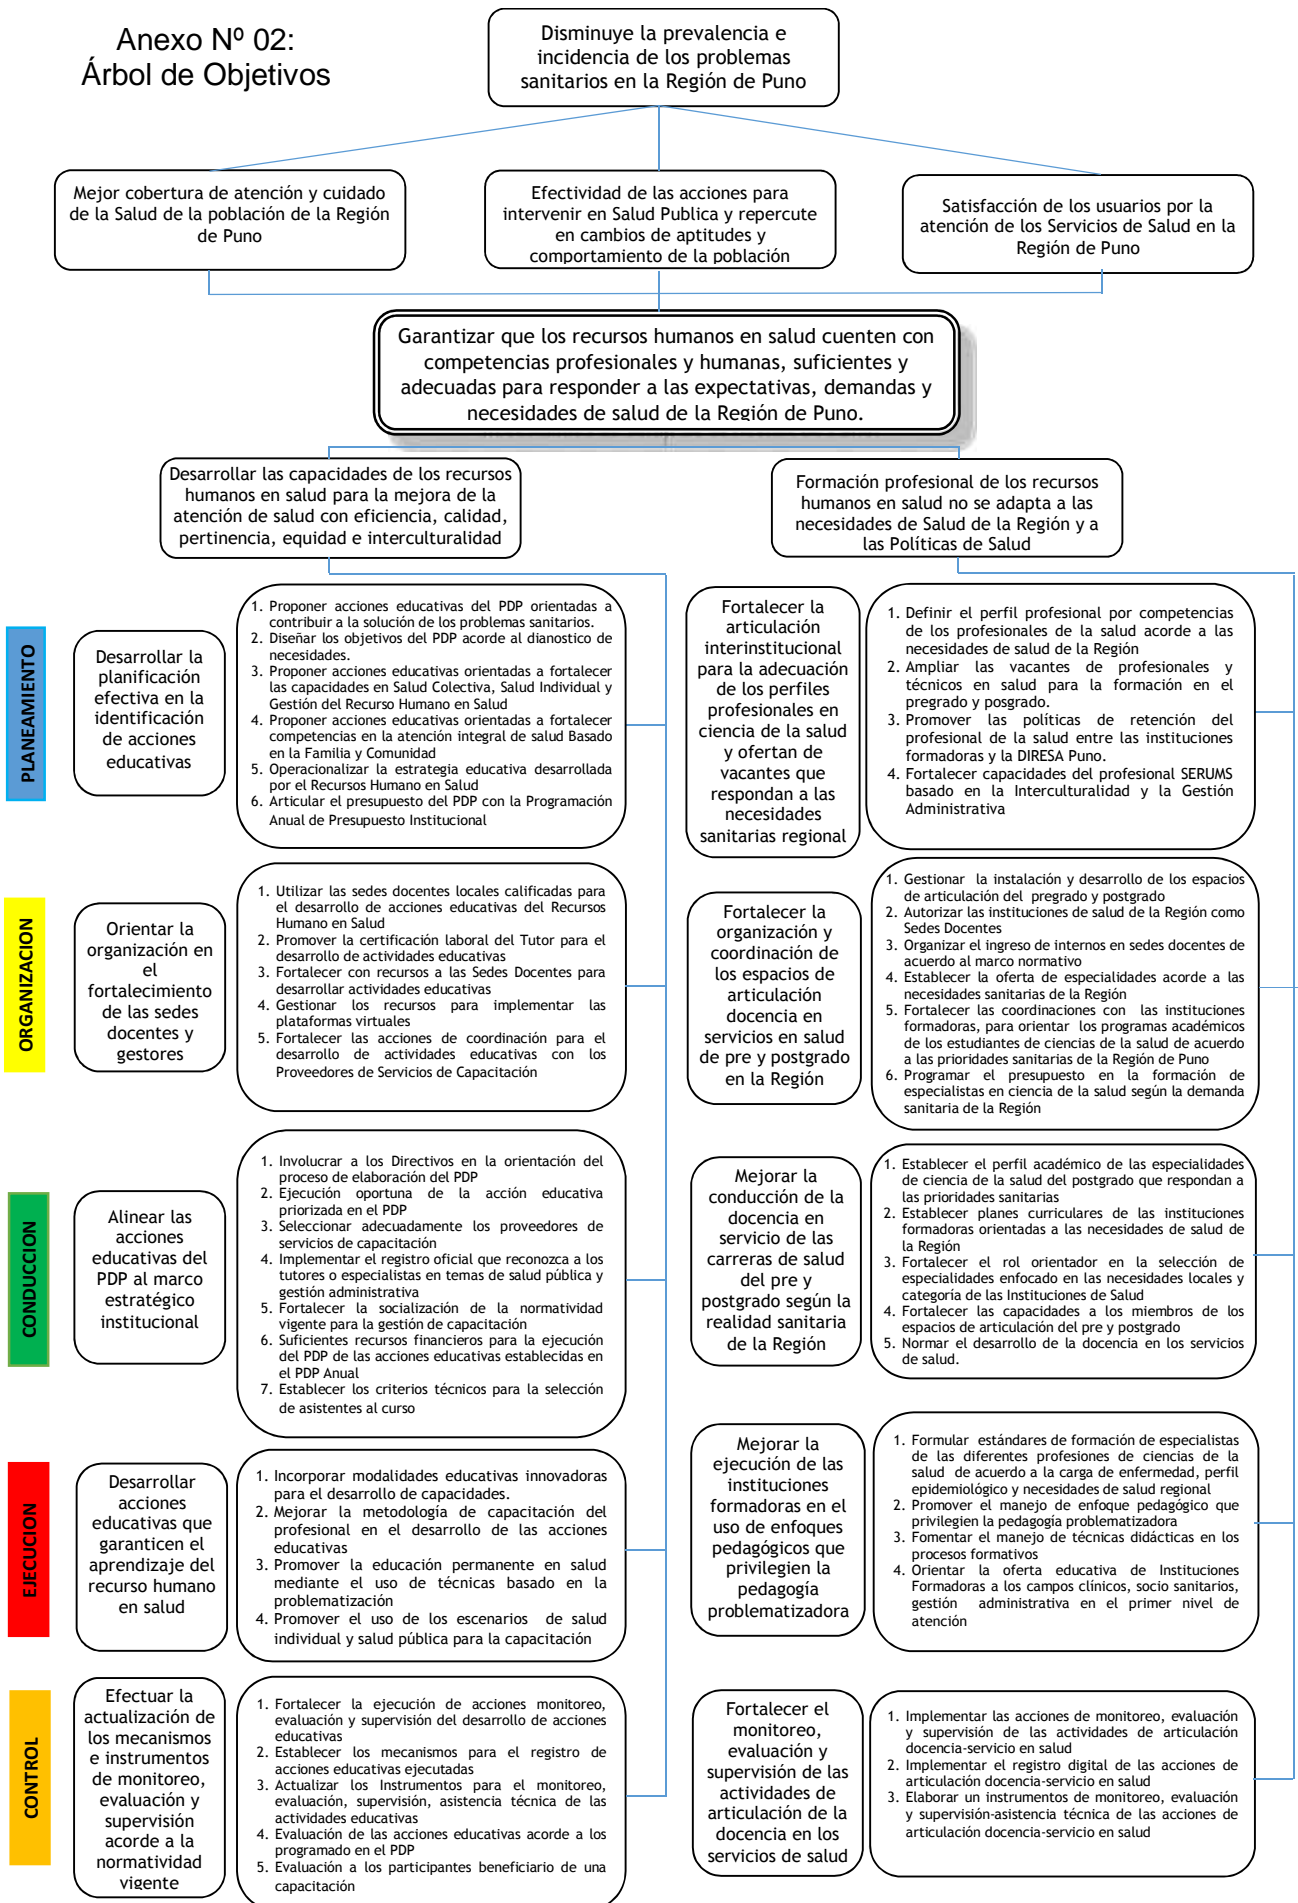 Anexo Nº 02:
Árbol de Objetivos
Disminuye la prevalencia e
incidencia de los problemas
sanitarios en la Región de Puno
Mejor cobertura de atención y cuidado
de la Salud de la población de la Región
de Puno
Efectividad de las acciones para
intervenir en Salud Publica y repercute
en cambios de aptitudes y
comportamiento de la población
Satisfacción de los usuarios por la
atención de los Servicios de Salud en la
Región de Puno
Garantizar que los recursos humanos en salud cuenten con
competencias profesionales y humanas, suficientes y
adecuadas para responder a las expectativas, demandas y
necesidades de salud de la Región de Puno.
Desarrollar las capacidades de los recursos
humanos en salud para la mejora de la
atención de salud con eficiencia, calidad,
pertinencia, equidad e interculturalidad
Formación profesional de los recursos
humanos en salud no se adapta a las
necesidades de Salud de la Región y a
las Políticas de Salud
PLANEAMIENTO
Desarrollar la
planificación
efectiva en la
identificación
de acciones
educativas
1. Proponer acciones educativas del PDP orientadas a
contribuir a la solución de los problemas sanitarios.
2. Diseñar los objetivos del PDP acorde al dianostico de
necesidades.
3. Proponer acciones educativas orientadas a fortalecer
las capacidades en Salud Colectiva, Salud Individual y
Gestión del Recurso Humano en Salud
4. Proponer acciones educativas orientadas a fortalecer
competencias en la atención integral de salud Basado
en la Familia y Comunidad
5. Operacionalizar la estrategia educativa desarrollada
por el Recursos Humano en Salud
6. Articular el presupuesto del PDP con la Programación
Anual de Presupuesto Institucional
Fortalecer la
articulación
interinstitucional
para la adecuación
de los perfiles
profesionales en
ciencia de la salud
y ofertan de
vacantes que
respondan a las
necesidades
sanitarias regional
1. Definir el perfil profesional por competencias
de los profesionales de la salud acorde a las
necesidades de salud de la Región
2. Ampliar las vacantes de profesionales y
técnicos en salud para la formación en el
pregrado y posgrado.
3. Promover las políticas de retención del
profesional de la salud entre las instituciones
formadoras y la DIRESA Puno.
4. Fortalecer capacidades del profesional SERUMS
basado en la Interculturalidad y la Gestión
Administrativa
ORGANIZACION
Orientar la
organización en
el
fortalecimiento
de las sedes
docentes y
gestores
1. Utilizar las sedes docentes locales calificadas para
el desarrollo de acciones educativas del Recursos
Humano en Salud
2. Promover la certificación laboral del Tutor para el
desarrollo de actividades educativas
3. Fortalecer con recursos a las Sedes Docentes para
desarrollar actividades educativas
4. Gestionar los recursos para implementar las
plataformas virtuales
5. Fortalecer las acciones de coordinación para el
desarrollo de actividades educativas con los
Proveedores de Servicios de Capacitación
Fortalecer la
organización y
coordinación de
los espacios de
articulación
docencia en
servicios en salud
de pre y postgrado
en la Región
1. Gestionar la instalación y desarrollo de los espacios
de articulación del pregrado y postgrado
2. Autorizar las instituciones de salud de la Región como
Sedes Docentes
3. Organizar el ingreso de internos en sedes docentes de
acuerdo al marco normativo
4. Establecer la oferta de especialidades acorde a las
necesidades sanitarias de la Región
5. Fortalecer las coordinaciones con las instituciones
formadoras, para orientar los programas académicos
de los estudiantes de ciencias de la salud de acuerdo
a las prioridades sanitarias de la Región de Puno
6. Programar el presupuesto en la formación de
especialistas en ciencia de la salud según la demanda
sanitaria de la Región
CONDUCCION
Alinear las
acciones
educativas del
PDP al marco
estratégico
institucional
1. Involucrar a los Directivos en la orientación del
proceso de elaboración del PDP
2. Ejecución oportuna de la acción educativa
priorizada en el PDP
3. Seleccionar adecuadamente los proveedores de
servicios de capacitación
4. Implementar el registro oficial que reconozca a los
tutores o especialistas en temas de salud pública y
gestión administrativa
5. Fortalecer la socialización de la normatividad
vigente para la gestión de capacitación
6. Suficientes recursos financieros para la ejecución
del PDP de las acciones educativas establecidas en
el PDP Anual
7. Establecer los criterios técnicos para la selección
de asistentes al curso
Mejorar la
conducción de la
docencia en
servicio de las
carreras de salud
del pre y
postgrado según la
realidad sanitaria
de la Región
1. Establecer el perfil académico de las especialidades
de ciencia de la salud del postgrado que respondan a
las prioridades sanitarias
2. Establecer planes curriculares de las instituciones
formadoras orientadas a las necesidades de salud de
la Región
3. Fortalecer el rol orientador en la selección de
especialidades enfocado en las necesidades locales y
categoría de las Instituciones de Salud
4. Fortalecer las capacidades a los miembros de los
espacios de articulación del pre y postgrado
5. Normar el desarrollo de la docencia en los servicios
de salud.
EJECUCION
Desarrollar
acciones
educativas que
garanticen el
aprendizaje del
recurso humano
en salud
1. Incorporar modalidades educativas innovadoras
para el desarrollo de capacidades.
2. Mejorar la metodología de capacitación del
profesional en el desarrollo de las acciones
educativas
3. Promover la educación permanente en salud
mediante el uso de técnicas basado en la
problematización
4. Promover el uso de los escenarios de salud
individual y salud pública para la capacitación
Mejorar la
ejecución de las
instituciones
formadoras en el
uso de enfoques
pedagógicos que
privilegien la
pedagogía
problematizadora
1. Formular estándares de formación de especialistas
de las diferentes profesiones de ciencias de la
salud de acuerdo a la carga de enfermedad, perfil
epidemiológico y necesidades de salud regional
2. Promover el manejo de enfoque pedagógico que
privilegien la pedagogía problematizadora
3. Fomentar el manejo de técnicas didácticas en los
procesos formativos
4. Orientar la oferta educativa de Instituciones
Formadoras a los campos clínicos, socio sanitarios,
gestión administrativa en el primer nivel de
atención
CONTROL
Efectuar la
actualización de
los mecanismos
e instrumentos
de monitoreo,
evaluación y
supervisión
acorde a la
normatividad
vigente
1. Fortalecer la ejecución de acciones monitoreo,
evaluación y supervisión del desarrollo de acciones
educativas
2. Establecer los mecanismos para el registro de
acciones educativas ejecutadas
3. Actualizar los Instrumentos para el monitoreo,
evaluación, supervisión, asistencia técnica de las
actividades educativas
4. Evaluación de las acciones educativas acorde a los
programado en el PDP
5. Evaluación a los participantes beneficiario de una
capacitación
Fortalecer el
monitoreo,
evaluación y
supervisión de las
actividades de
articulación de la
docencia en los
servicios de salud
1. Implementar las acciones de monitoreo, evaluación
y supervisión de las actividades de articulación
docencia-servicio en salud
2. Implementar el registro digital de las acciones de
articulación docencia-servicio en salud
3. Elaborar un instrumentos de monitoreo, evaluación
y supervisión-asistencia técnica de las acciones de
articulación docencia-servicio en salud